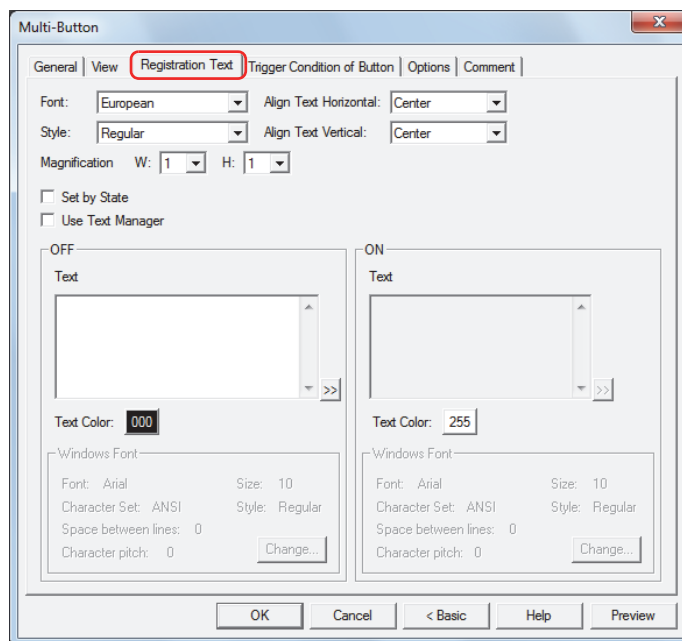 Multi-Button
General View Registration Text Trigger Condition of Button Options Comment
Font: European Align Text Horizontal: Center
Style: Regular Align Text Vertical: Center
Magnification W: 1 H: 1
Set by State
Use Text Manager
OFF
Text
>>
Text Color: 000
Windows Font
Font: Arial Size: 10
Character Set: ANSI Style: Regular
Space between lines: 0
Character pitch: 0 Change...
ON
Text
>>
Text Color: 255
Windows Font
Font: Arial Size: 10
Character Set: ANSI Style: Regular
Space between lines: 0
Character pitch: 0 Change...
OK Cancel < Basic Help Preview